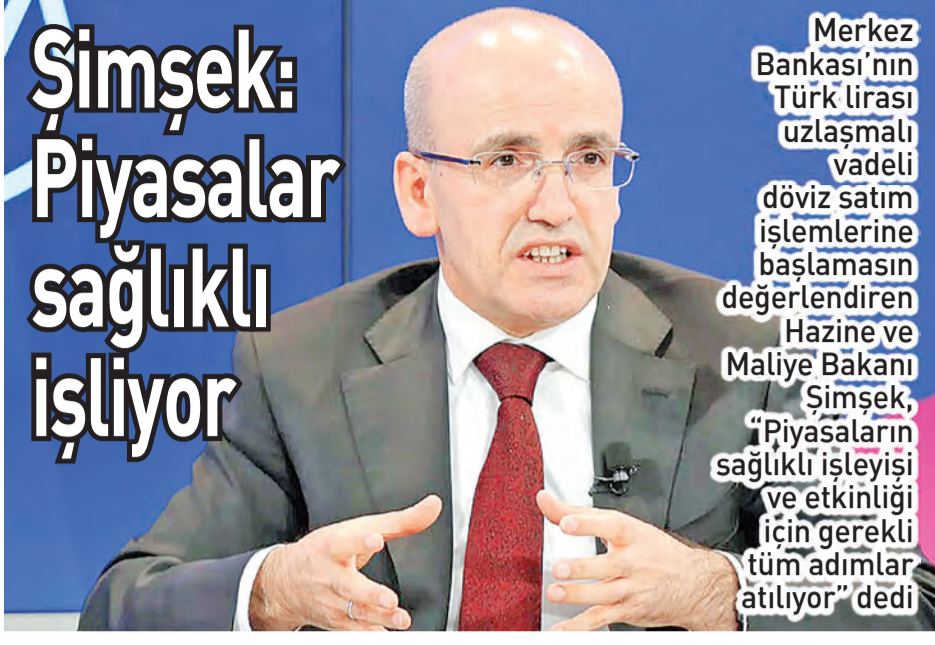 Şimşek:
Piyasalar
sağlıklı
işliyor
Merkez
Bankası'nın
Türk lirası
uzlaşmalı
vadeli
döviz satım
işlemlerine
başlamasın
değerlendiren
Hazine ve
Maliye Bakanı
Şimşek,
"Piyasaların
sağlıklı işleyişi
ve etkinliği
için gerekli
tüm adımlar
atılıyor" dedi